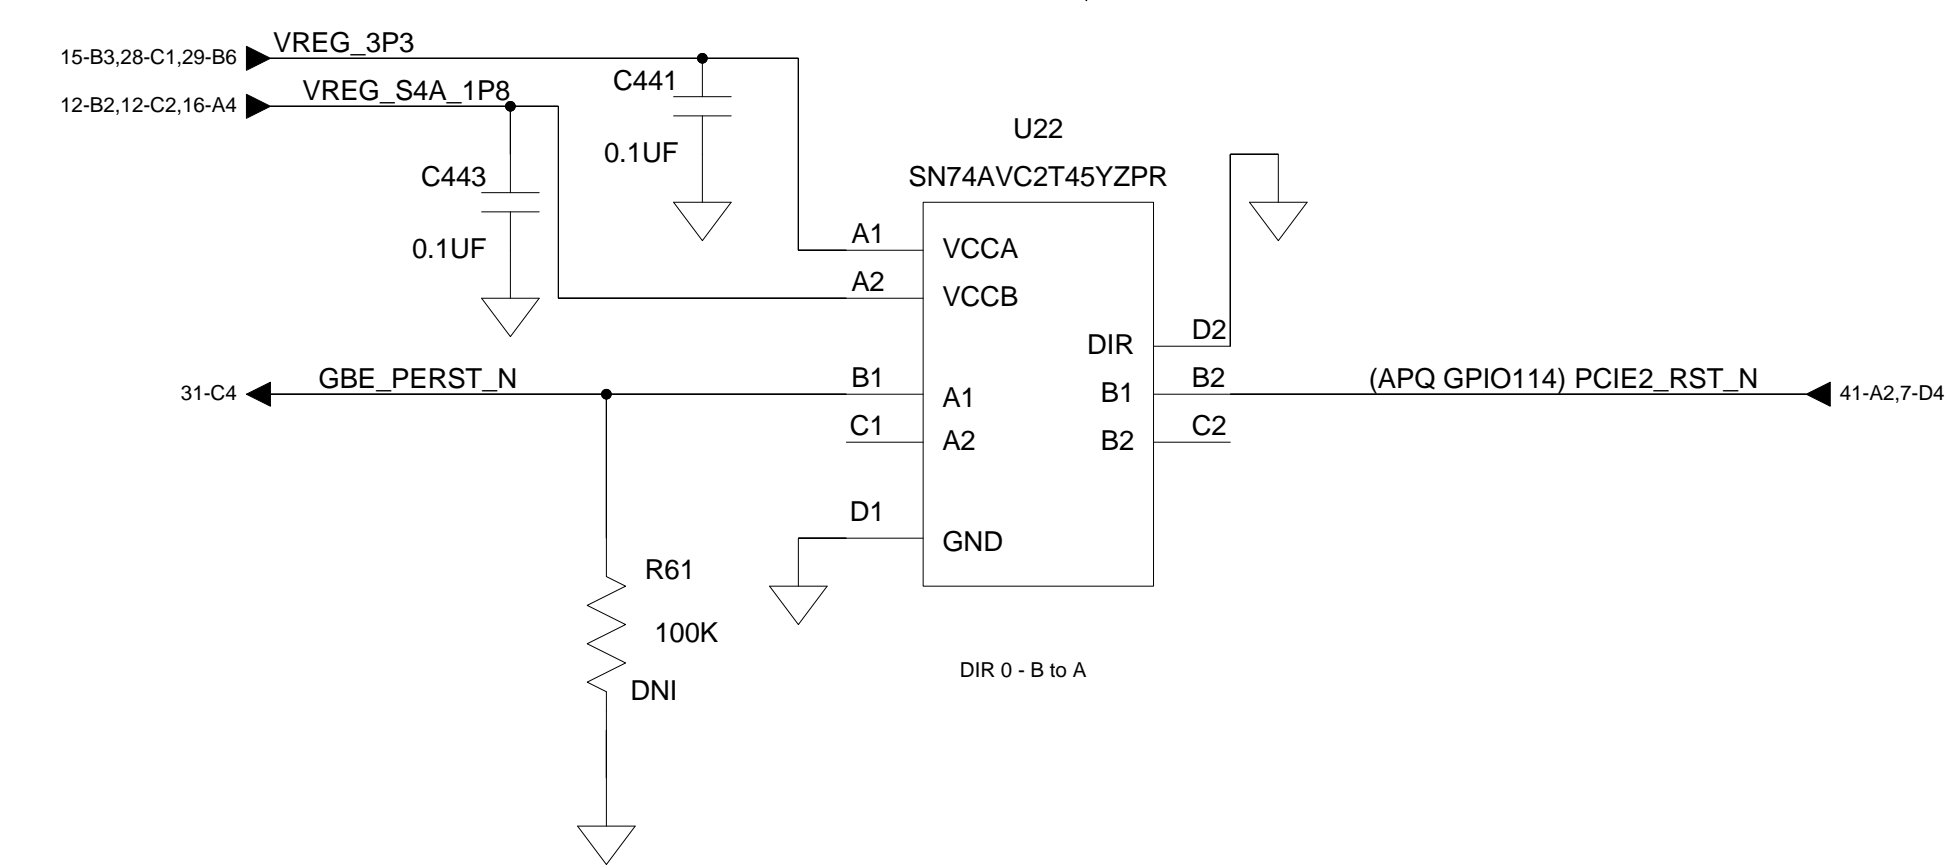 15-B3,28-C1,29-B6 VREG_3P3
12-B2,12-C2,16-A4 VREG_S4A_1P8
C441
0.1UF
C443
0.1UF
U22
SN74AVC2T45YZPR
A1 VCCA
A2 VCCB
DIR D2
31-C4 GBE_PERST_N B1 A1
B1 B2 (APQ GPIO114) PCIE2_RST_N 41-A2,7-D4
C1 A2 B2 C2
D1 GND
R61
100K
DNI
DIR 0 - B to A